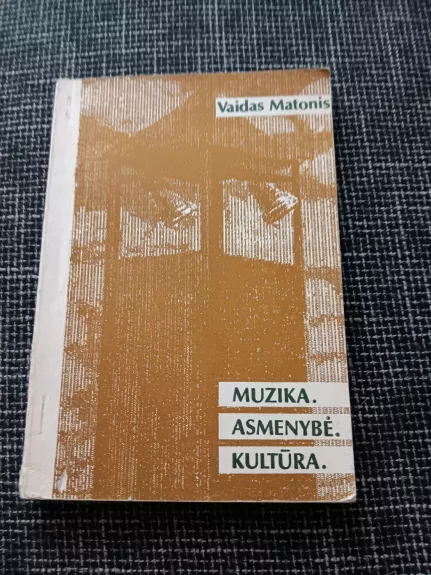 Vaidas Matonis
MUZIKA.
ASMENYBĖ.
KULTŪRA.